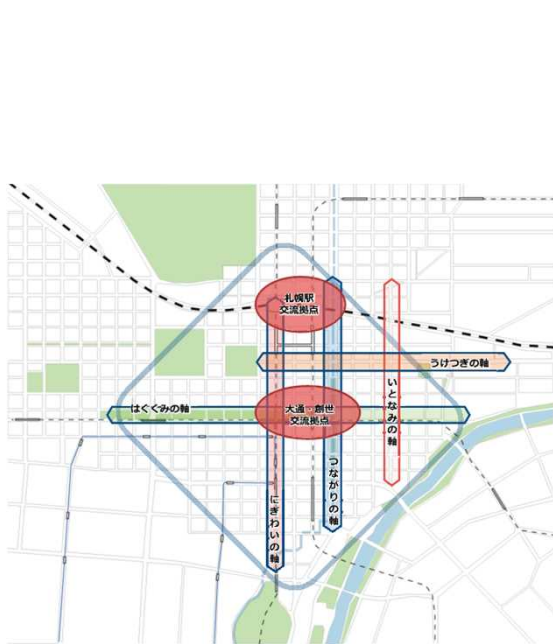 札幌駅
交流拠点
うけつぎの軸
いとなみの軸
はぐくみの軸
大通・創世
交流拠点
つながりの軸
にぎわいの軸